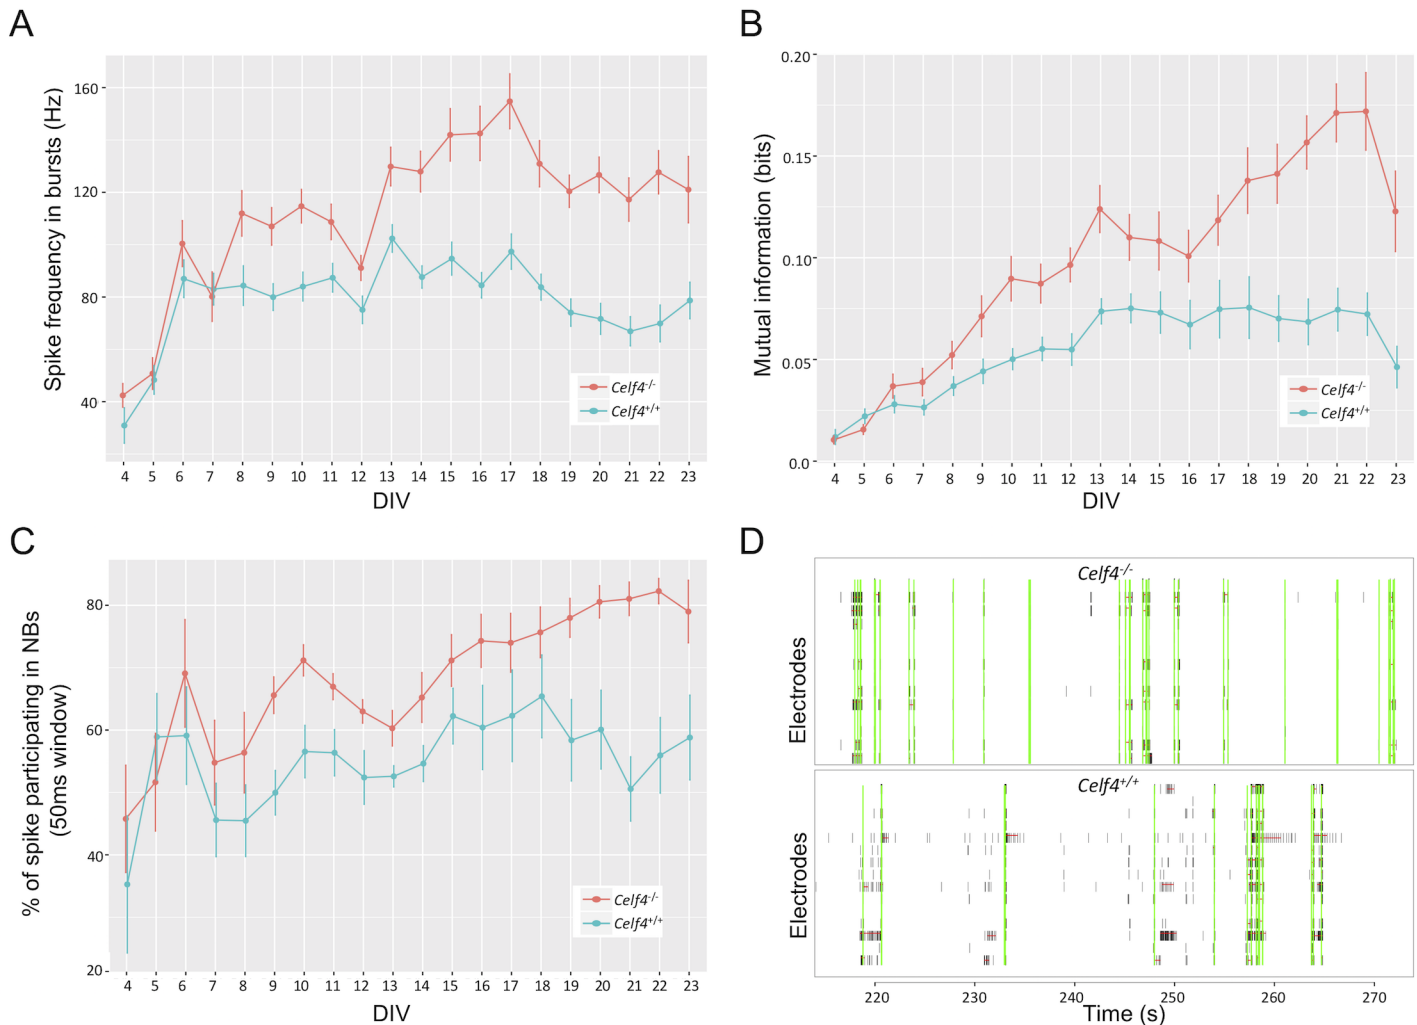 A
Spike frequency in bursts (Hz)
160
120
80
40
Celf4-/-
Celf4+/+
4 5 6 7 8 9 10 11 12 13 14 15 16 17 18 19 20 21 22 23
DIV
B
Mutual information (bits)
0.20
0.15
0.10
0.05
0.0
Celf4-/-
Celf4+/+
4 5 6 7 8 9 10 11 12 13 14 15 16 17 18 19 20 21 22 23
DIV
C
% of spike participating in NBs
(50ms window)
80
60
40
20
Celf4-/-
Celf4+/+
4 5 6 7 8 9 10 11 12 13 14 15 16 17 18 19 20 21 22 23
DIV
D
Celf4-/-
Electrodes
Celf4+/+
Electrodes
220 230 240 250 260 270
Time (s)